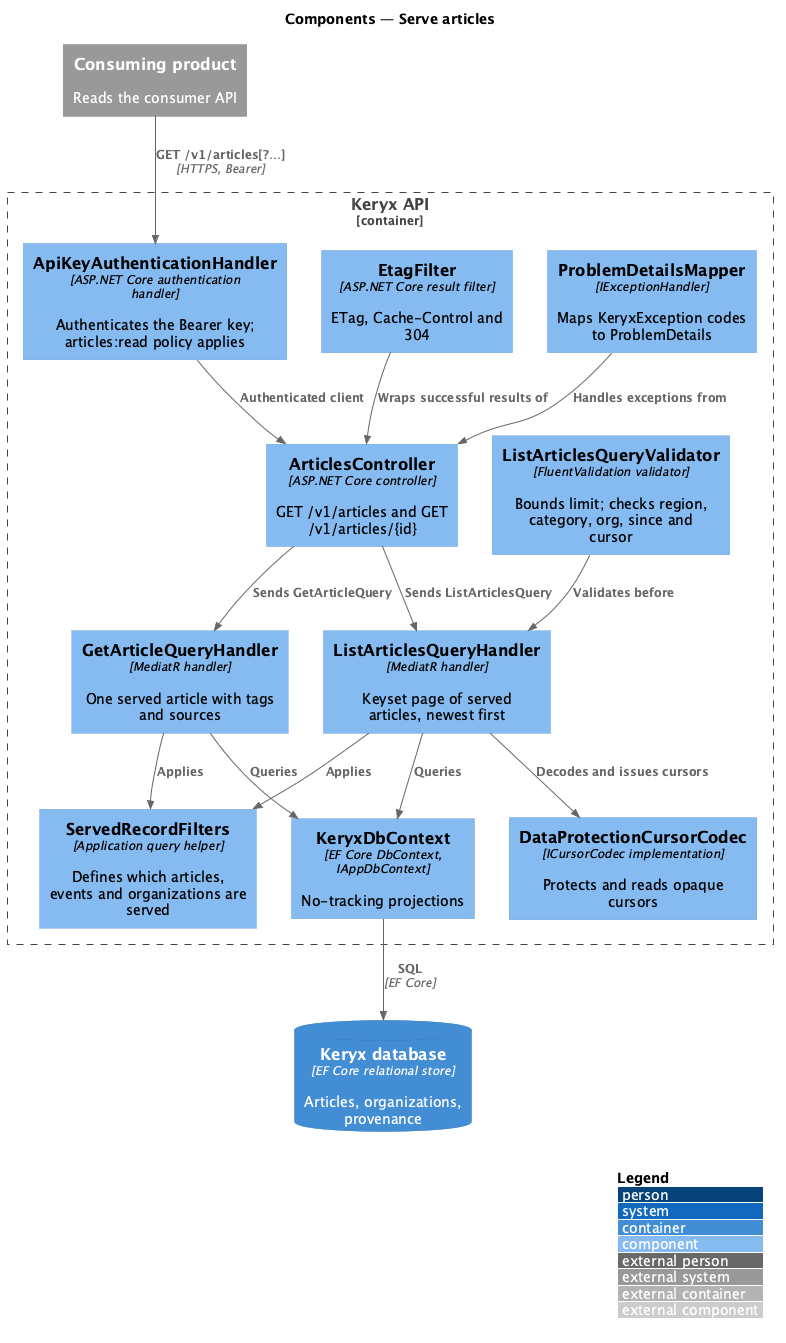 Components — Serve articles
Consuming product
Reads the consumer API
GET /v1/articles[?...]
[HTTPS, Bearer]
Keryx API
[container]
ApiKeyAuthenticationHandler
[ASP.NET Core authentication
handler]
Authenticates the Bearer key;
articles:read policy applies
EtagFilter
[ASP.NET Core result filter]
ETag, Cache-Control and
304
ProblemDetailsMapper
[IExceptionHandler]
Maps KeryxException codes
to ProblemDetails
Authenticated client
Wraps successful results of
Handles exceptions from
ArticlesController
[ASP.NET Core controller]
GET /v1/articles and GET
/v1/articles/{id}
ListArticlesQueryValidator
[FluentValidation validator]
Bounds limit; checks region,
category, org, since and
cursor
Sends GetArticleQuery
Sends ListArticlesQuery
Validates before
GetArticleQueryHandler
[MediatR handler]
One served article with tags
and sources
ListArticlesQueryHandler
[MediatR handler]
Keyset page of served
articles, newest first
Applies
Queries
Applies
Queries
Decodes and issues cursors
ServedRecordFilters
[Application query helper]
Defines which articles,
events and organizations are
served
KeryxDbContext
[EF Core DbContext,
IAppDbContext]
No-tracking projections
DataProtectionCursorCodec
[ICursorCodec implementation]
Protects and reads opaque
cursors
SQL
[EF Core]
Keryx database
[EF Core relational store]
Articles, organizations,
provenance
Legend
person
system
container
component
external person
external system
external container
external component